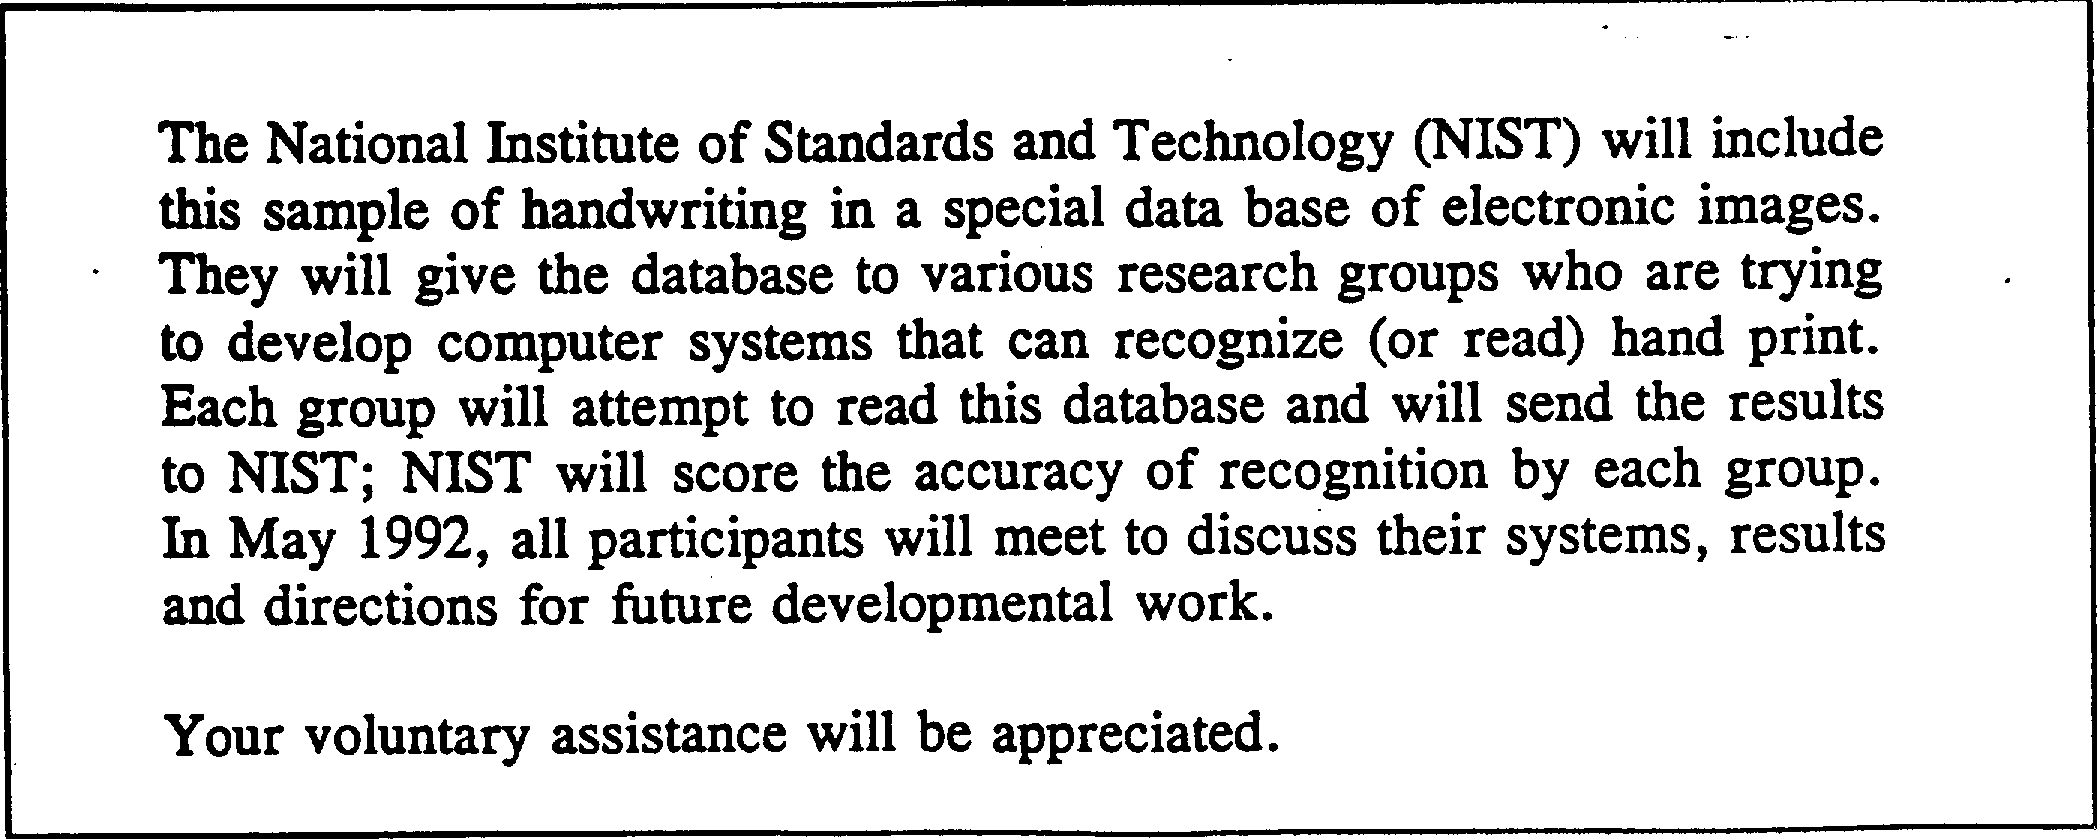 The National Institute of Standards and Technology (NIST) will include
this sample of handwriting in a special data base of electronic images.
They will give the database to various research groups who are trying
to develop computer systems that can recognize (or read) hand print.
Each group will attempt to read this database and will send the results
to NIST; NIST will score the accuracy of recognition by each group.
In May 1992, all participants will meet to discuss their systems, results
and directions for future developmental work.
Your voluntary assistance will be appreciated.